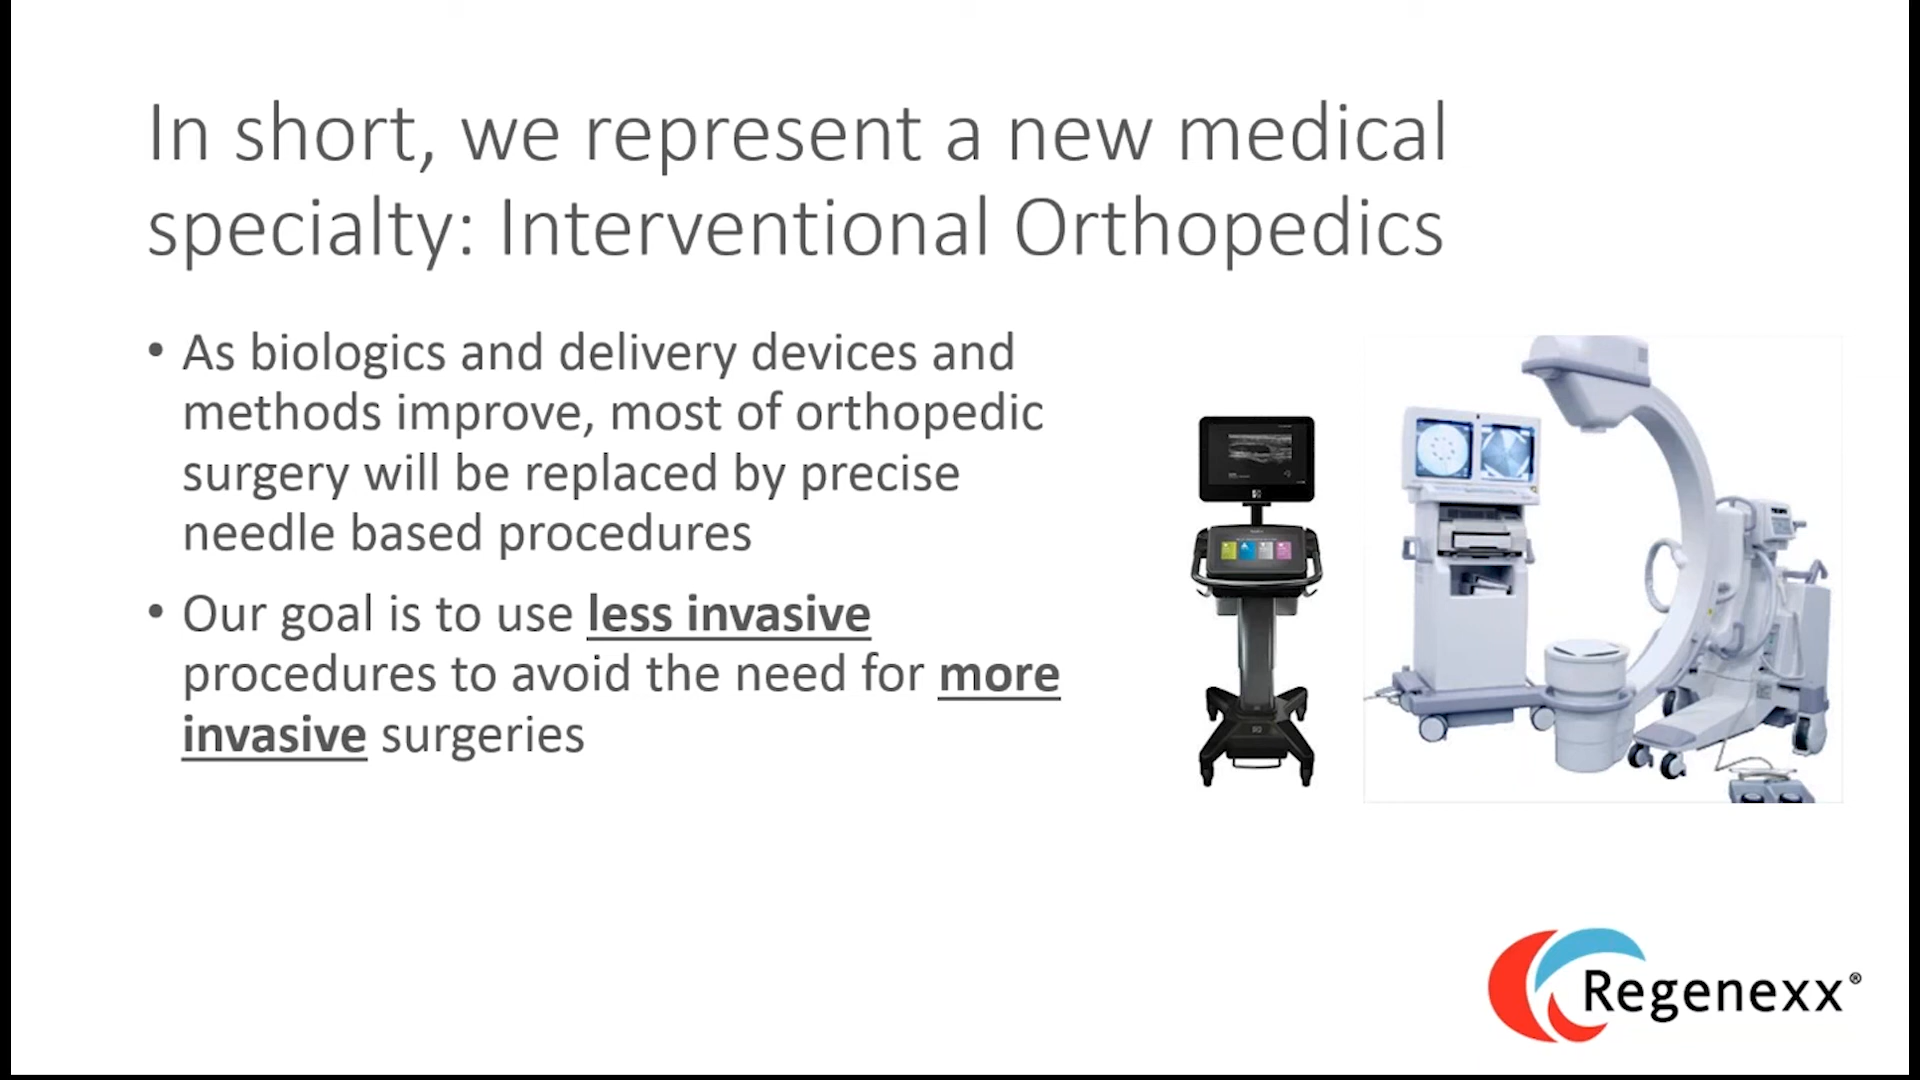 In short, we represent a new medical
specialty: Interventional Orthopedics
• As biologics and delivery devices and
methods improve, most of orthopedic
surgery will be replaced by precise
needle based procedures
• Our goal is to use less invasive
procedures to avoid the need for more
invasive surgeries
Regenexx®